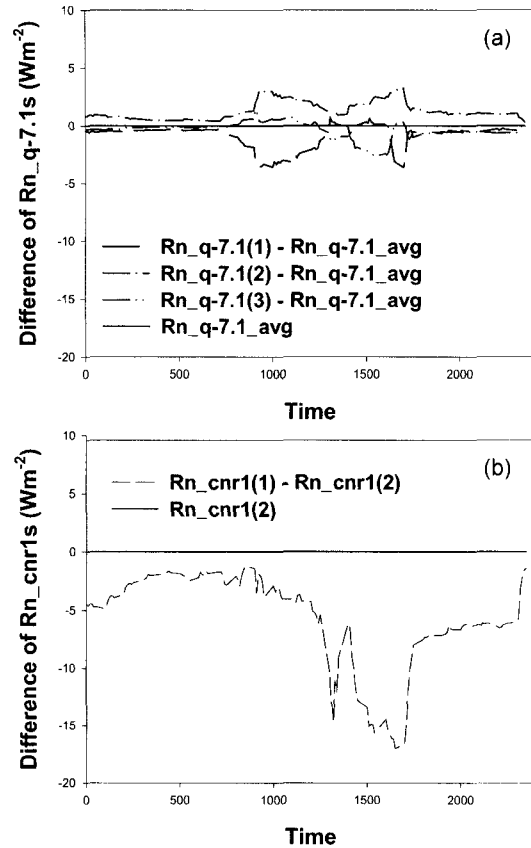 (a)
Difference of Rn_q-7.1s (Wm-2)
10
5
0
-5
-10
-15
-20
Rn_q-7.1(1) - Rn_q-7.1_avg
Rn_q-7.1(2) - Rn_q-7.1_avg
Rn_q-7.1(3) - Rn_q-7.1_avg
Rn_q-7.1_avg
0 500 1000 1500 2000
Time
(b)
Difference of Rn_cnr1s (Wm-2)
10
5
0
-5
-10
-15
-20
Rn_cnr1(1) - Rn_cnr1(2)
Rn_cnr1(2)
0 500 1000 1500 2000
Time